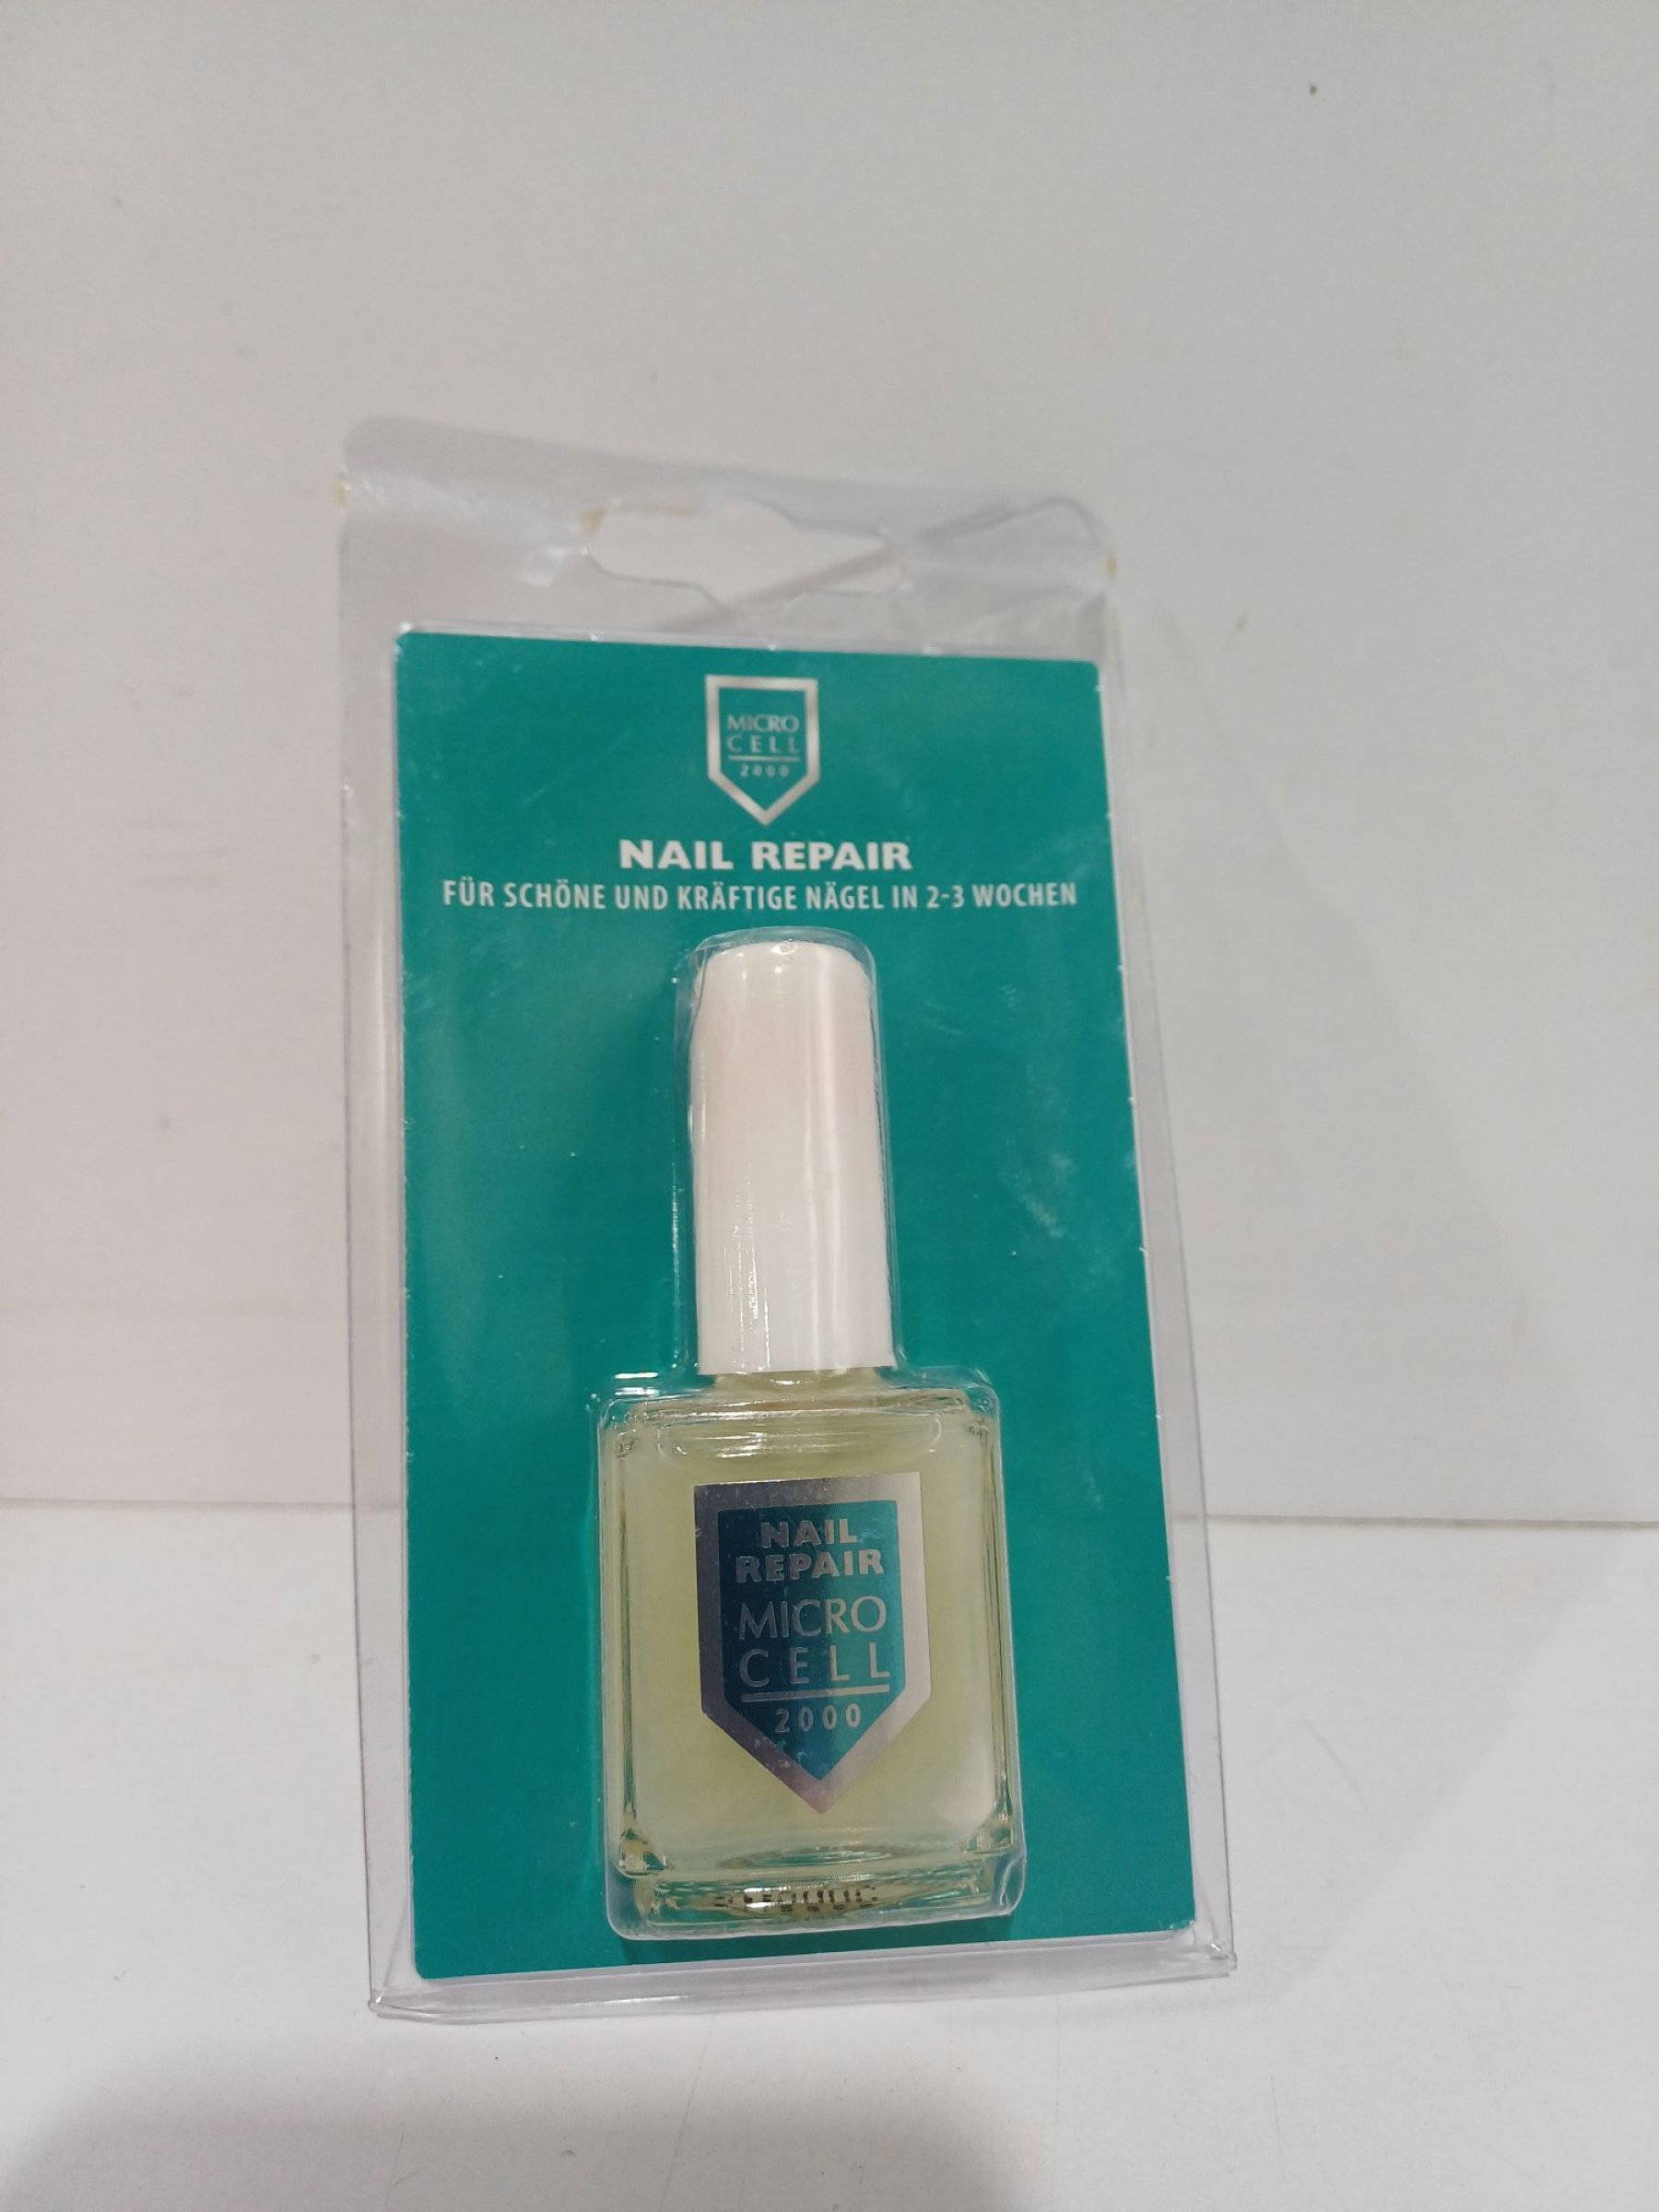 MICRO
CELL
2000
NAIL REPAIR
FÜR SCHÖNE UND KRÄFTIGE NÄGEL IN 2-3 WOCHEN
NAIL
REPAIR
MICRO
CELL
2000